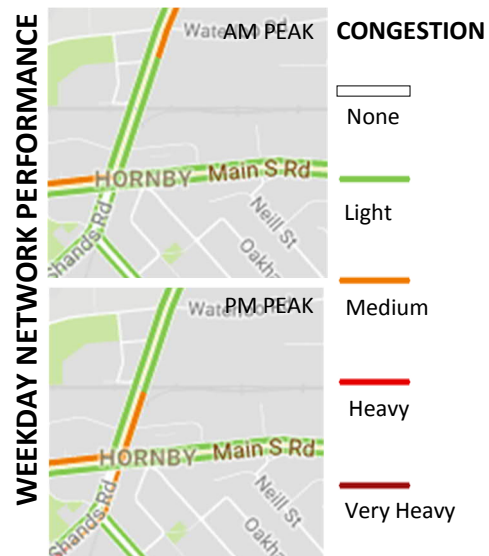 WEEKDAY NETWORK PERFORMANCE
AM PEAK
HORNBY
Main S Rd
Shands Rd
Neill St
PM PEAK
HORNBY
Main S Rd
Shands Rd
Neill St
CONGESTION
None
Light
Medium
Heavy
Very Heavy